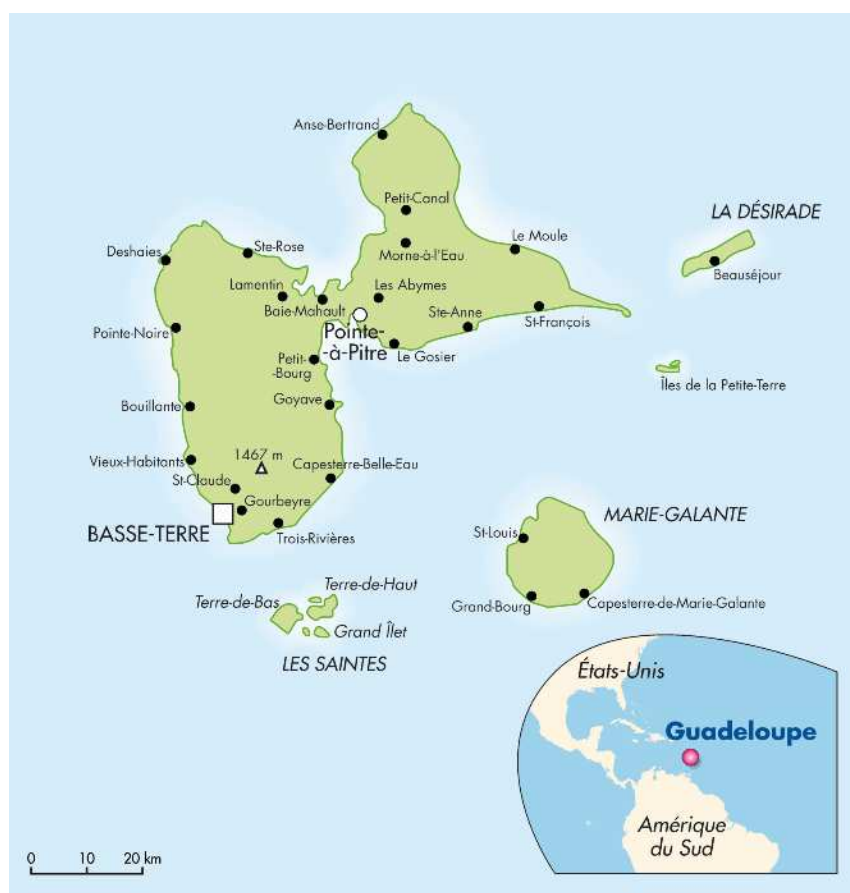 Anse-Bertrand
Petit-Canal
LA DÉSIRADE
Ste-Rose
Le Moule
Deshaies
Morne-à-l'Eau
Beauséjour
Lamentin
Les Abymes
Baie-Mahault
Ste-Anne
St-François
Pointe-Noire
Pointe-
-à-Pitre
Le Gosier
Petit-
-Bourg
Îles de la Petite-Terre
Goyave
Bouillante
1467 m
Vieux-Habitants
Capesterre-Belle-Eau
St-Claude
Gourbeyre
BASSE-TERRE
Trois-Rivières
MARIE-GALANTE
St-Louis
Terre-de-Haut
Terre-de-Bas
Grand-Bourg
Capesterre-de-Marie-Galante
Grand Îlet
LES SAINTES
États-Unis
Guadeloupe
Amérique
du Sud
0 10 20 km